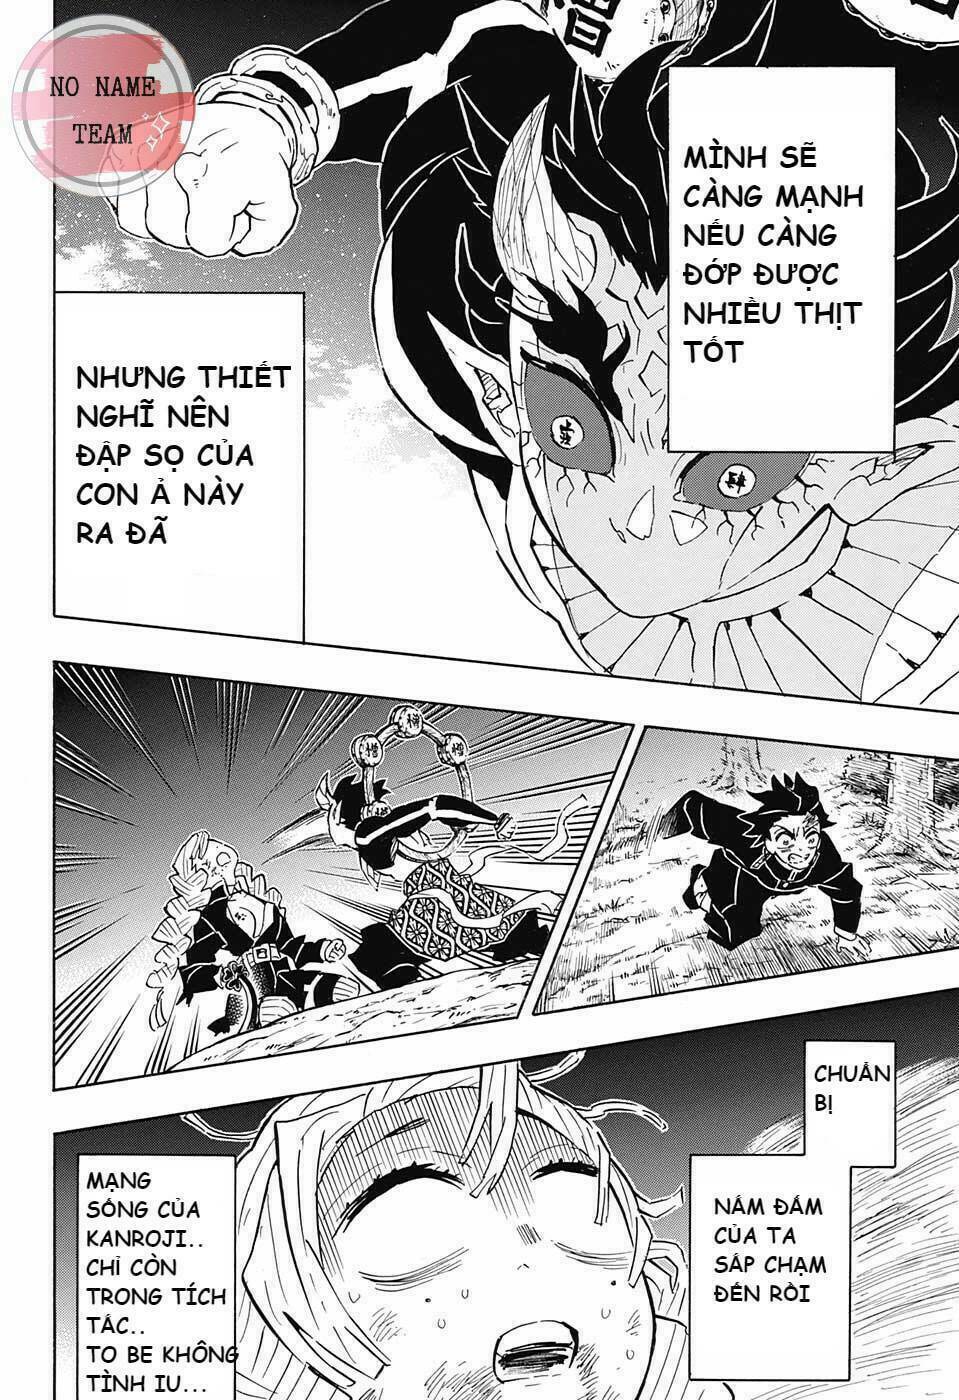 NO NAME
TEAM
MÌNH SẼ
CÀNG MẠNH
NẾU CÀNG
ĐỚP ĐƯỢC
NHIỀU THỊT
TỐT
NHƯNG THIẾT
NGHĨ NÊN
ĐẬP SỌ CỦA
CON Ả NÀY
RA ĐÃ
CHUẨN
BỊ
NẮM ĐẤM
CỦA TA
SẮP CHẠM
ĐẾN RỒI
MẠNG
SỐNG CỦA
KANROJI..
CHỈ CÒN
TRONG TÍCH
TẮC..
TO BE KHÔNG
TÌNH IU...